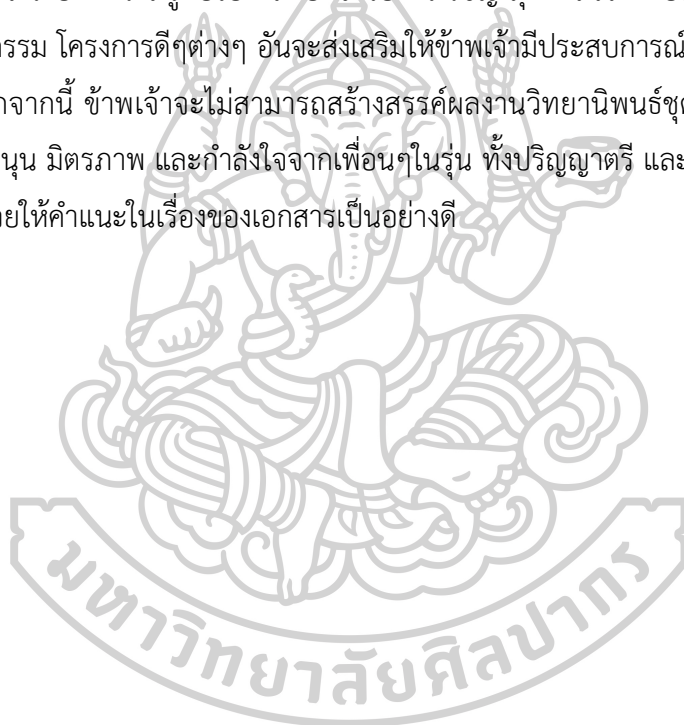 กรรม โครงการดีๆต่างๆ อันจะส่งเสริมให้ข้าพเจ้ามีประสบการณ์
จากนี้ ข้าพเจ้าจะไม่สามารถสร้างสรรค์ผลงานวิทยานิพนธ์ชุด
นุน มิตรภาพ และกำลังใจจากเพื่อนๆในรุ่น ทั้งปริญญาตรี และ
ยให้คำแนะในเรื่องของเอกสารเป็นอย่างดี
มหาวิทยาลัยศิลปากร